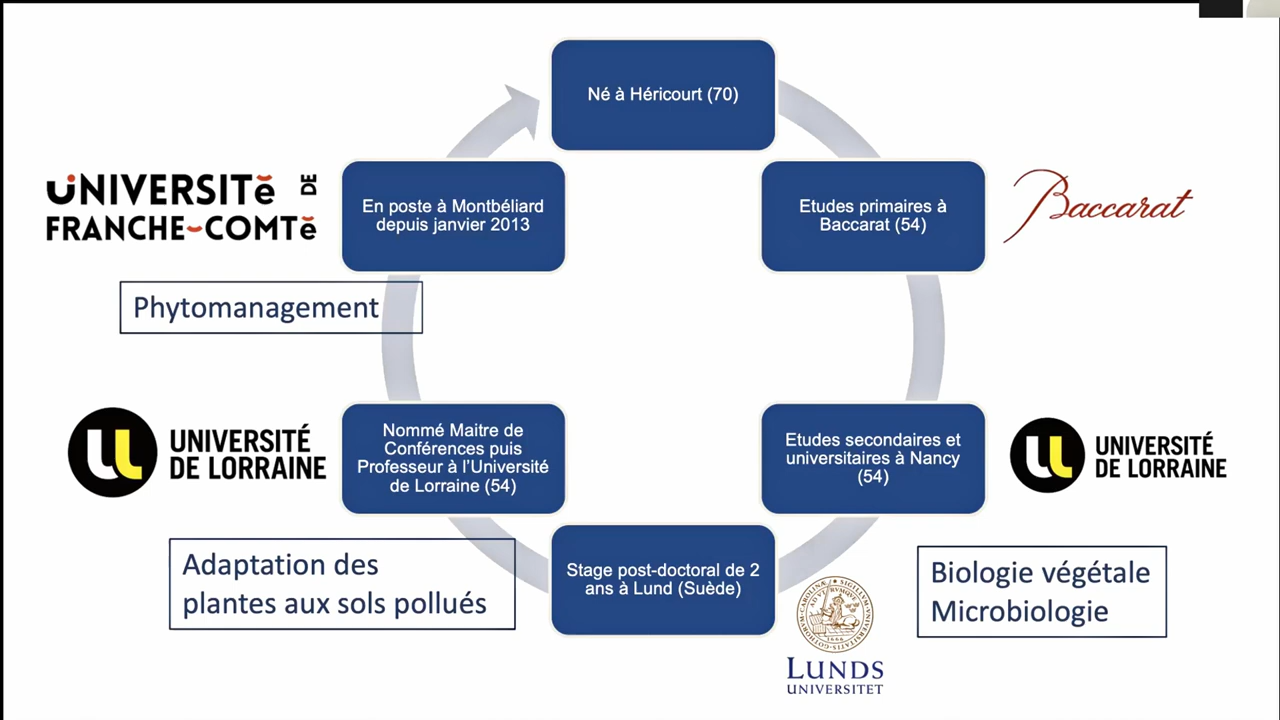 Né à Héricourt (70)
Etudes primaires à
Baccarat (54)
Baccarat
Etudes secondaires et
universitaires à Nancy
(54)
UNIVERSITÉ
DE LORRAINE
Biologie végétale
Microbiologie
Stage post-doctoral de 2
ans à Lund (Suède)
LUNDS
UNIVERSITET
Nommé Maitre de
Conférences puis
Professeur à l'Université
de Lorraine (54)
UNIVERSITÉ
DE LORRAINE
Adaptation des
plantes aux sols pollués
En poste à Montbéliard
depuis janvier 2013
UNIVERSITĕ DE
FRANCHE-COMTĕ
Phytomanagement